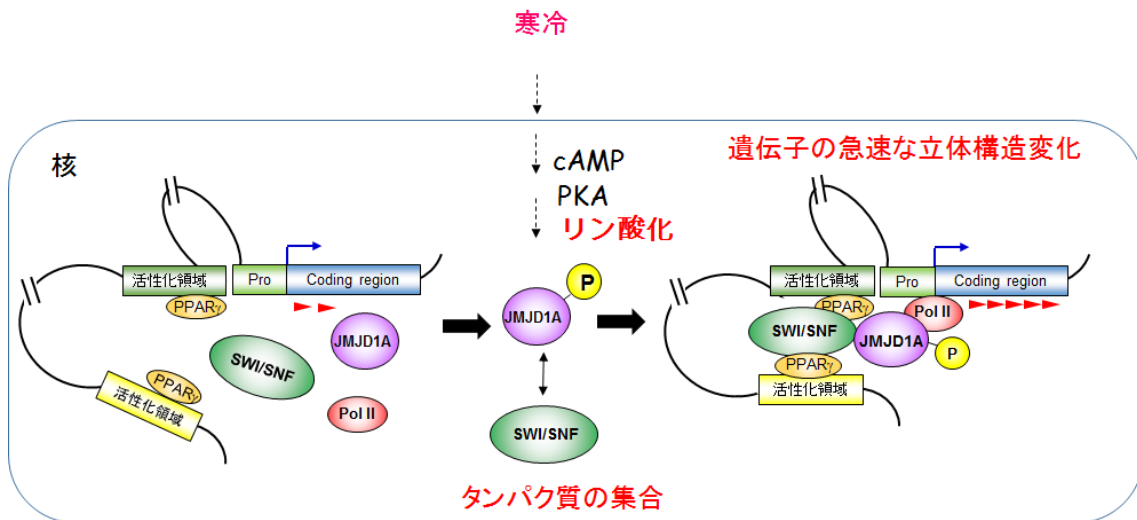 寒冷
核
cAMP
PKA
リン酸化
遺伝子の急速な立体構造変化
活性化領域
Pro
Coding region
PPARγ
JMJD1A
SWI/SNF
PPARγ
活性化領域
Pol II
P
JMJD1A
SWI/SNF
タンパク質の集合
活性化領域
Pro
Coding region
PPARγ
Pol II
SWI/SNF
JMJD1A
P
PPARγ
活性化領域